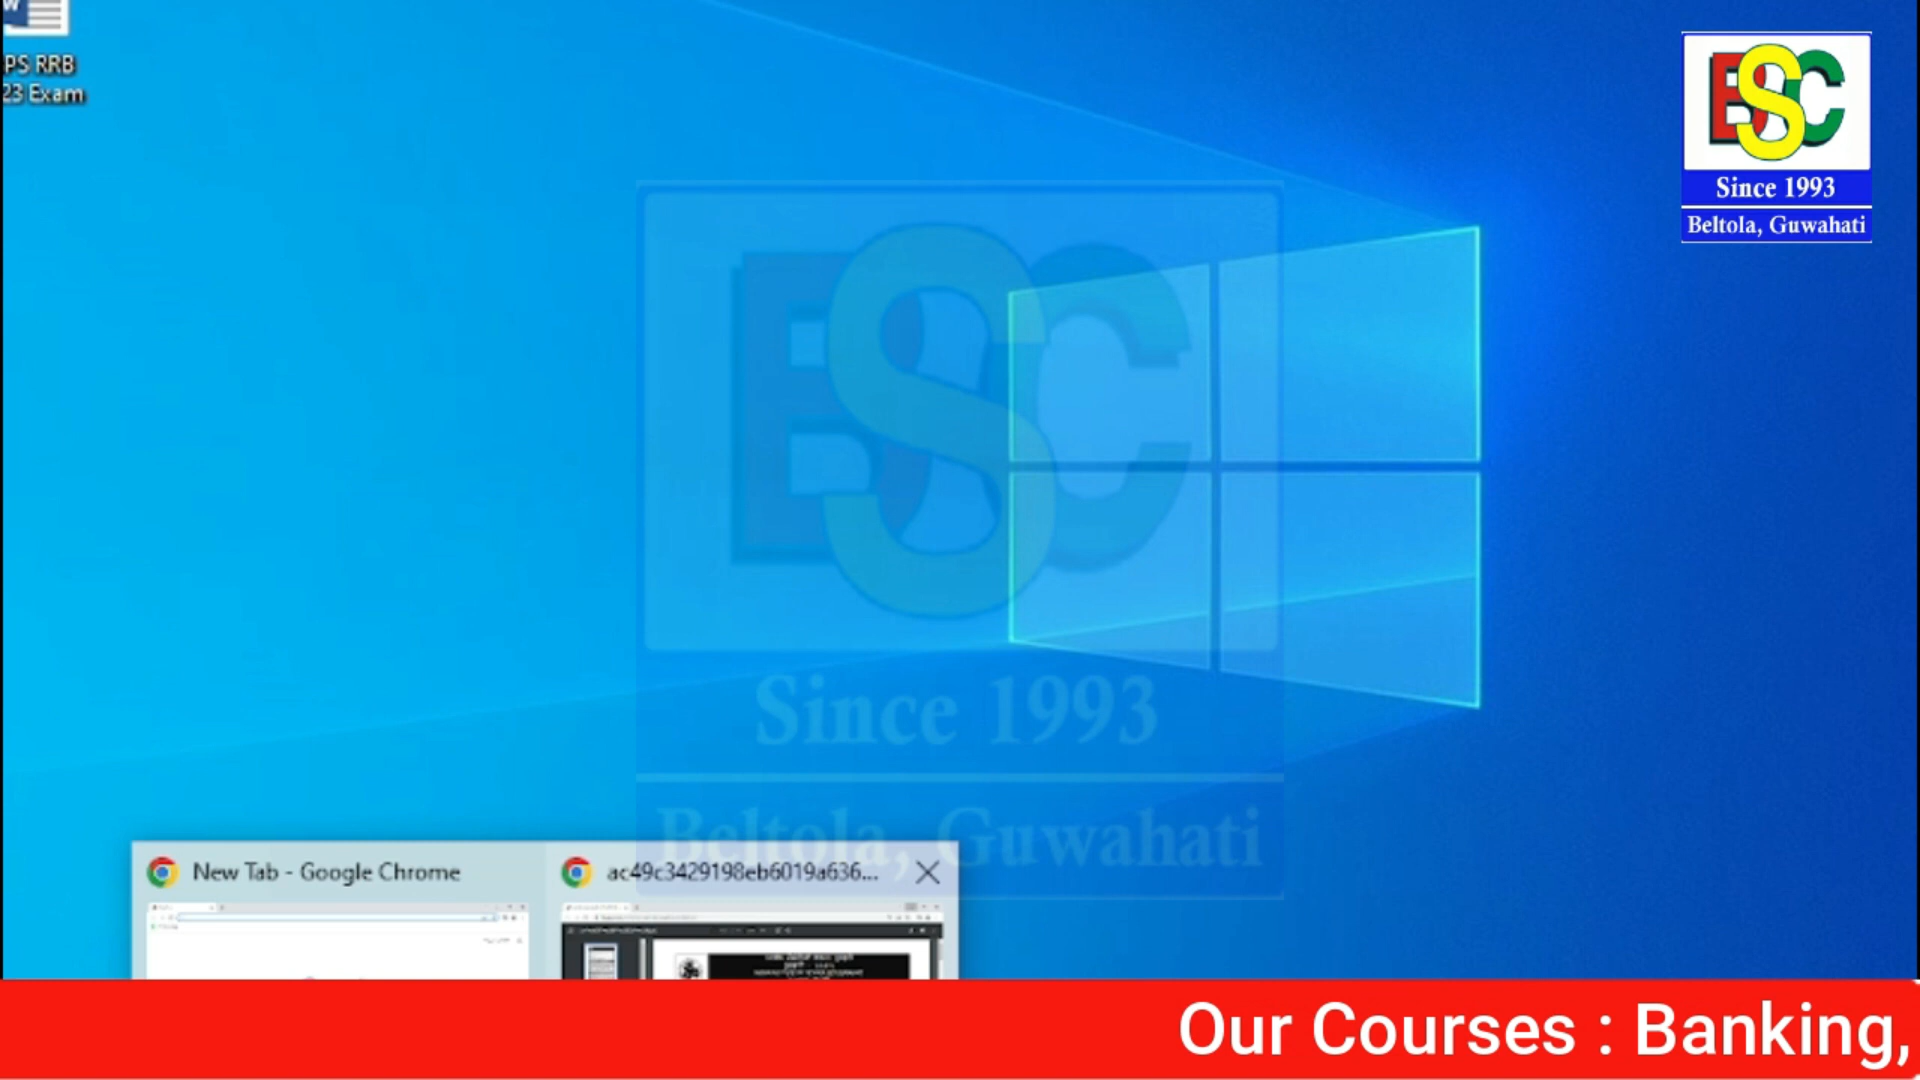 PS RRB
23 Exam
BSC
Since 1993
Beltola, Guwahati
BSC
Since 1993
Beltola, Guwahati
New Tab - Google Chrome
ac49c3429198eb6019a636...
Our Courses : Banking,